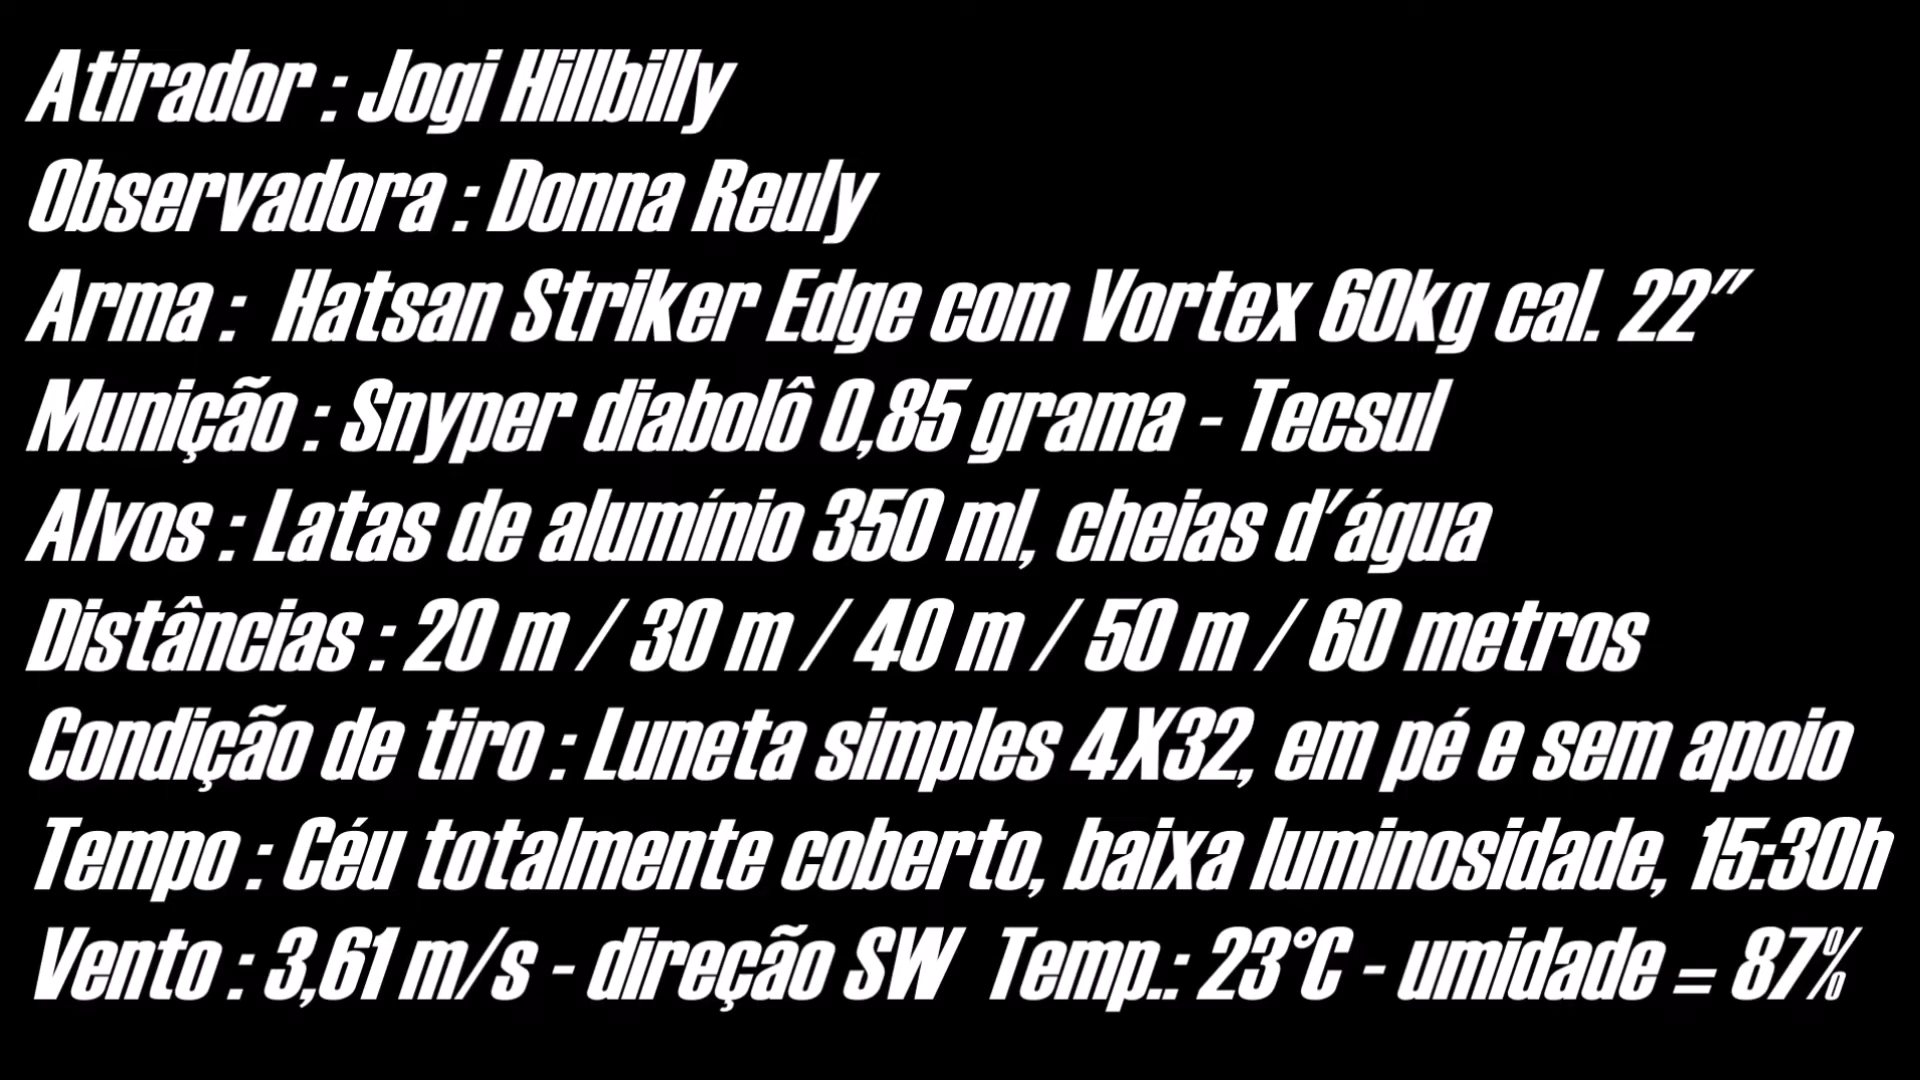 Atirador : Jogi Hillbilly
Observadora : Donna Reuly
Arma :  Hatsan Striker Edge com Vortex 60kg cal. 22"
Munição : Snyper diabolô 0,85 grama - Tecsul
Alvos : Latas de alumínio 350 ml, cheias d'água
Distâncias : 20 m / 30 m / 40 m / 50 m / 60 metros
Condição de tiro : Luneta simples 4X32, em pé e sem apoio
Tempo : Céu totalmente coberto, baixa luminosidade, 15:30h
Vento : 3,61 m/s - direção SW  Temp.: 23°C - umidade = 87%